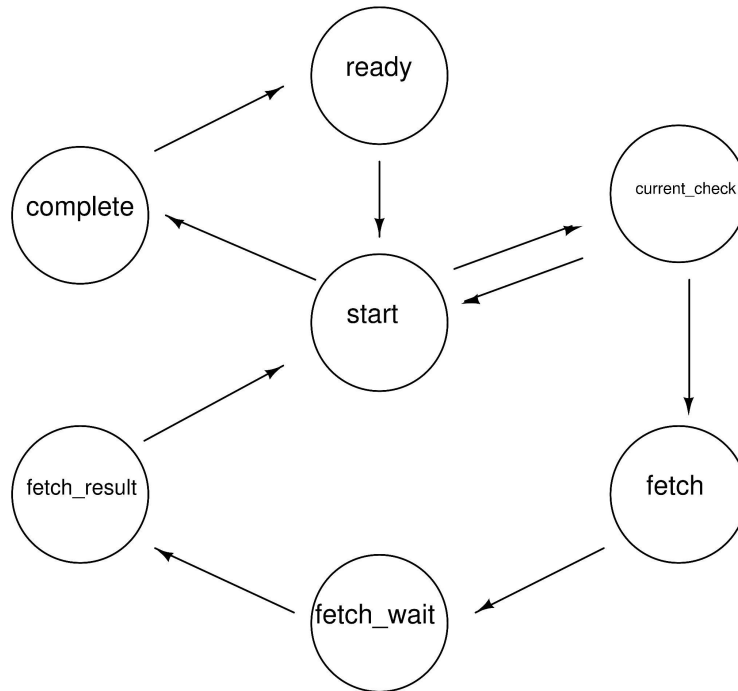 ready
current_check
complete
start
fetch_result
fetch
fetch_wait